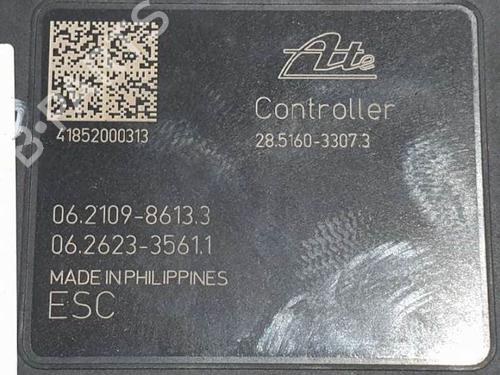 Ate
Controller
41852000313
28.5160-3307.3
06.2109-8613.3
06.2623-3561.1
MADE IN PHILIPPINES
ESC
B-PARTS